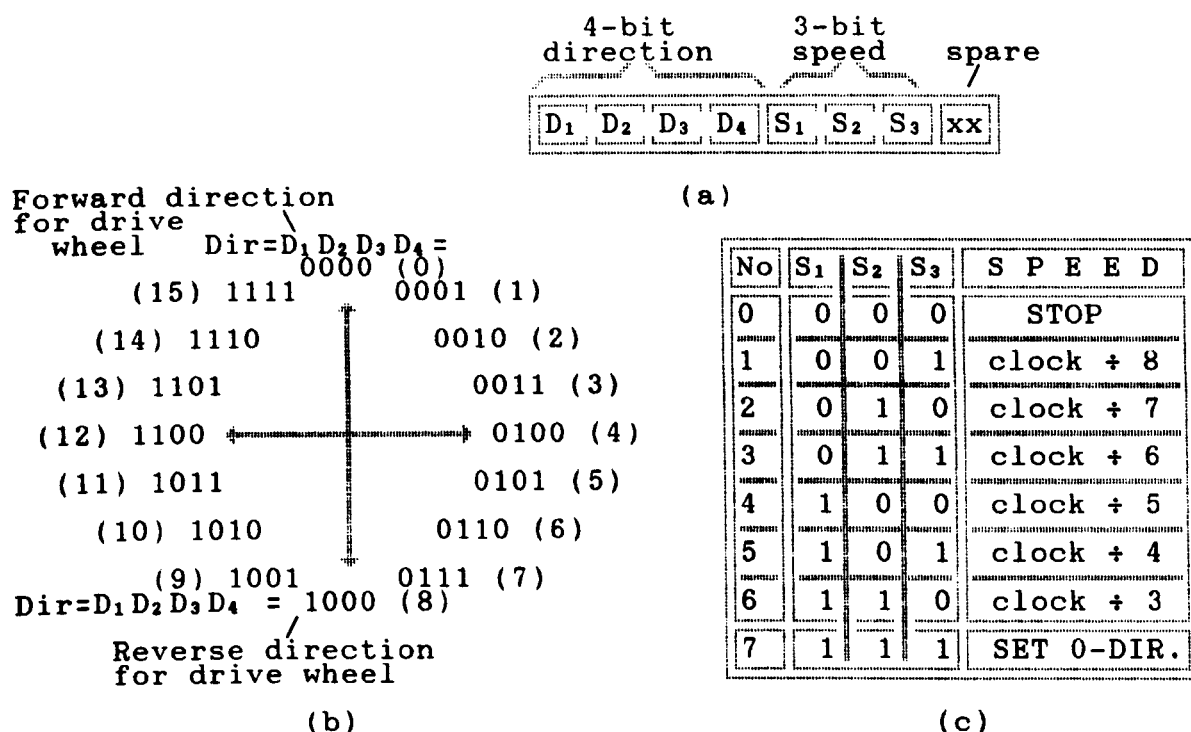 4-bit direction
3-bit speed
spare
D₁ D₂ D₃ D₄ S₁ S₂ S₃ xx
(a)
Forward direction
for drive
wheel
Dir=D₁D₂D₃D₄=
0000 (0)
(15) 1111 0001 (1)
(14) 1110 0010 (2)
(13) 1101 0011 (3)
(12) 1100 0100 (4)
(11) 1011 0101 (5)
(10) 1010 0110 (6)
(9) 1001 0111 (7)
Dir=D₁D₂D₃D₄ = 1000 (8)
Reverse direction
for drive wheel
(b)
No S₁ S₂ S₃ S P E E D
0 0 0 0 STOP
1 0 0 1 clock ÷ 8
2 0 1 0 clock ÷ 7
3 0 1 1 clock ÷ 6
4 1 0 0 clock ÷ 5
5 1 0 1 clock ÷ 4
6 1 1 0 clock ÷ 3
7 1 1 1 SET 0-DIR.
(c)